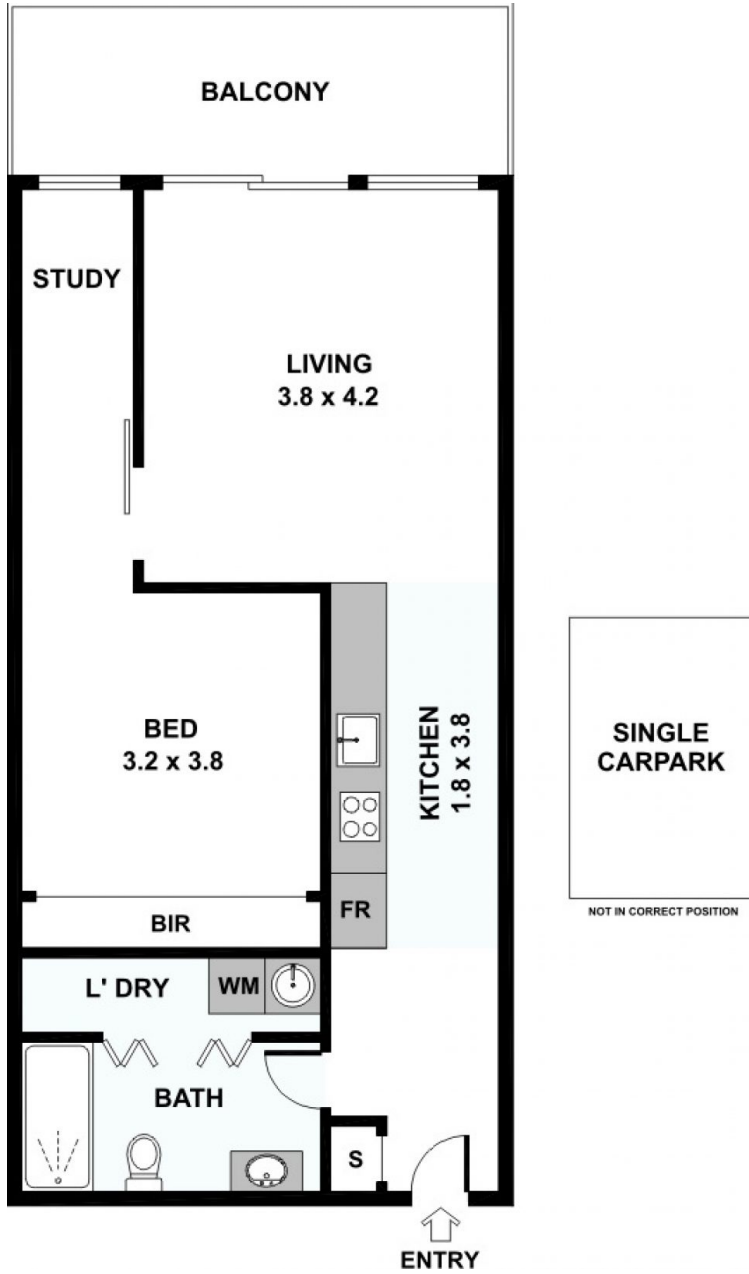 BALCONY
STUDY
LIVING
3.8 x 4.2
BED
3.2 x 3.8
KITCHEN
1.8 x 3.8
SINGLE
CARPARK
NOT IN CORRECT POSITION
FR
BIR
L' DRY
WM
BATH
S
ENTRY